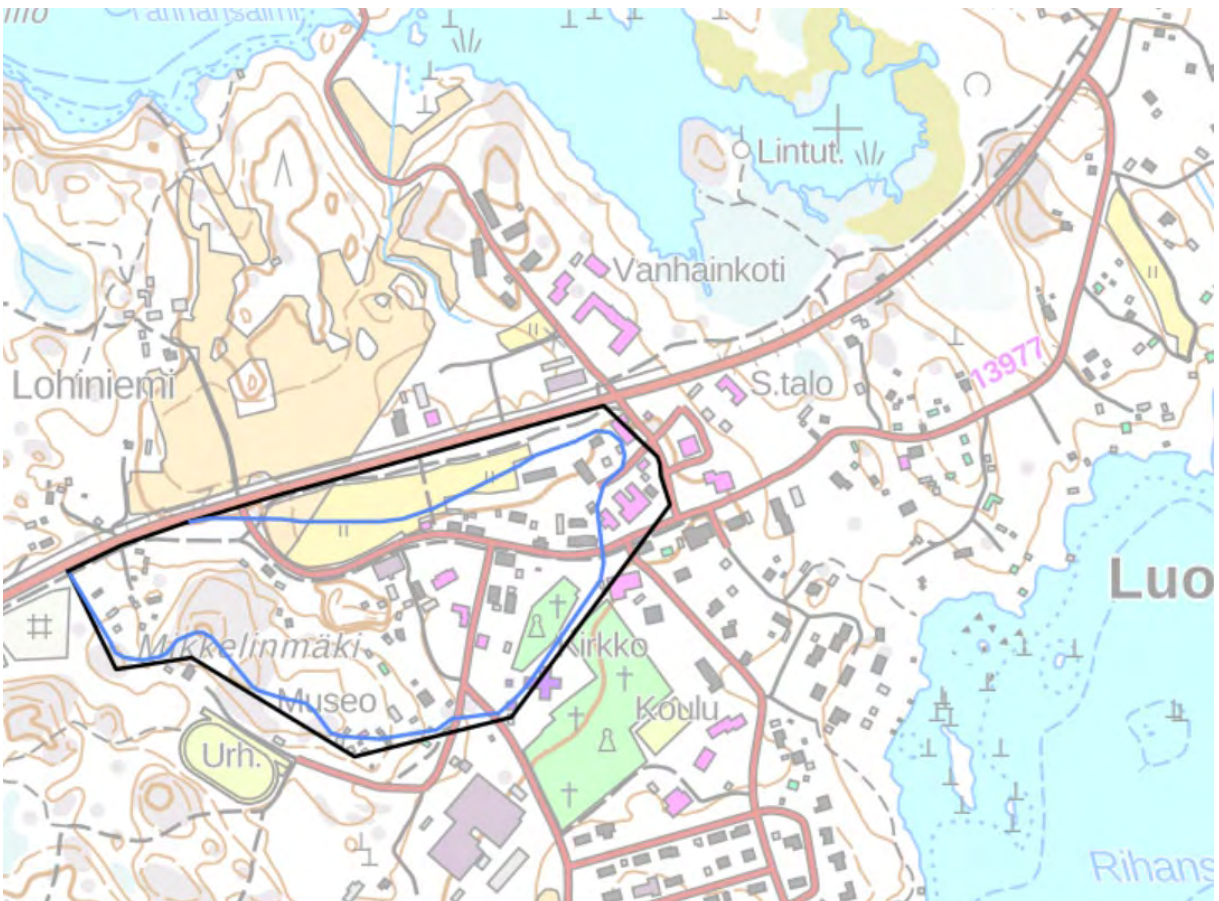 Lintut.
Vanhainkoti
Lohiniemi
S.talo
13977
Luo
Mikkelinmäki
Kirkko
Museo
Koulu
Urh.
Rihans